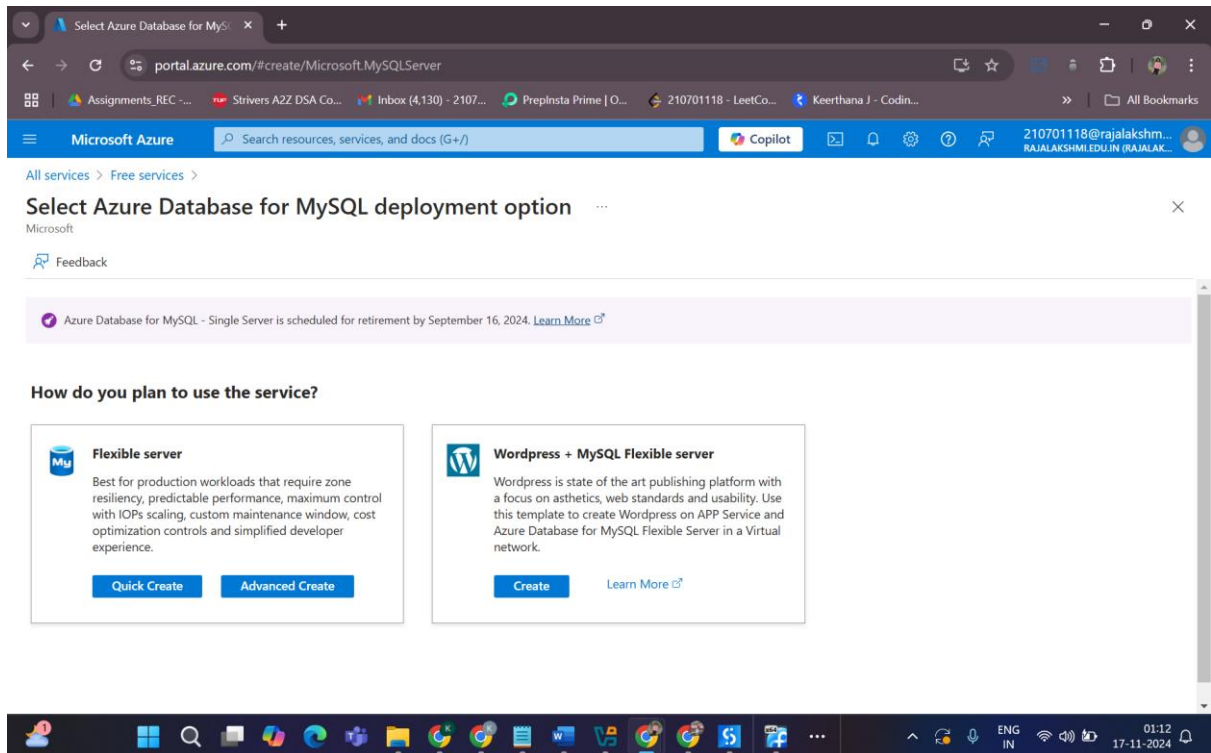 Select Azure Database for MyS
portal.azure.com/#create/Microsoft.MySQLServer
Assignments_REC -... Strivers A2Z DSA Co... Inbox (4,130) - 2107... PrepInsta Prime | O... 210701118 - LeetCo... Keerthana J - Codin... » All Bookmarks
Microsoft Azure Search resources, services, and docs (G+/) Copilot 210701118@rajalakshm...
RAJALAKSHMI.EDU.IN (RAJALAK...
All services > Free services >
Select Azure Database for MySQL deployment option ...
Microsoft
Feedback
Azure Database for MySQL - Single Server is scheduled for retirement by September 16, 2024. Learn More
How do you plan to use the service?
My
Flexible server
Best for production workloads that require zone
resiliency, predictable performance, maximum control
with IOPs scaling, custom maintenance window, cost
optimization controls and simplified developer
experience.
Quick Create Advanced Create
Wordpress + MySQL Flexible server
Wordpress is state of the art publishing platform with
a focus on asthetics, web standards and usability. Use
this template to create Wordpress on APP Service and
Azure Database for MySQL Flexible Server in a Virtual
network.
Create Learn More
ENG 01:12
IN 17-11-2024